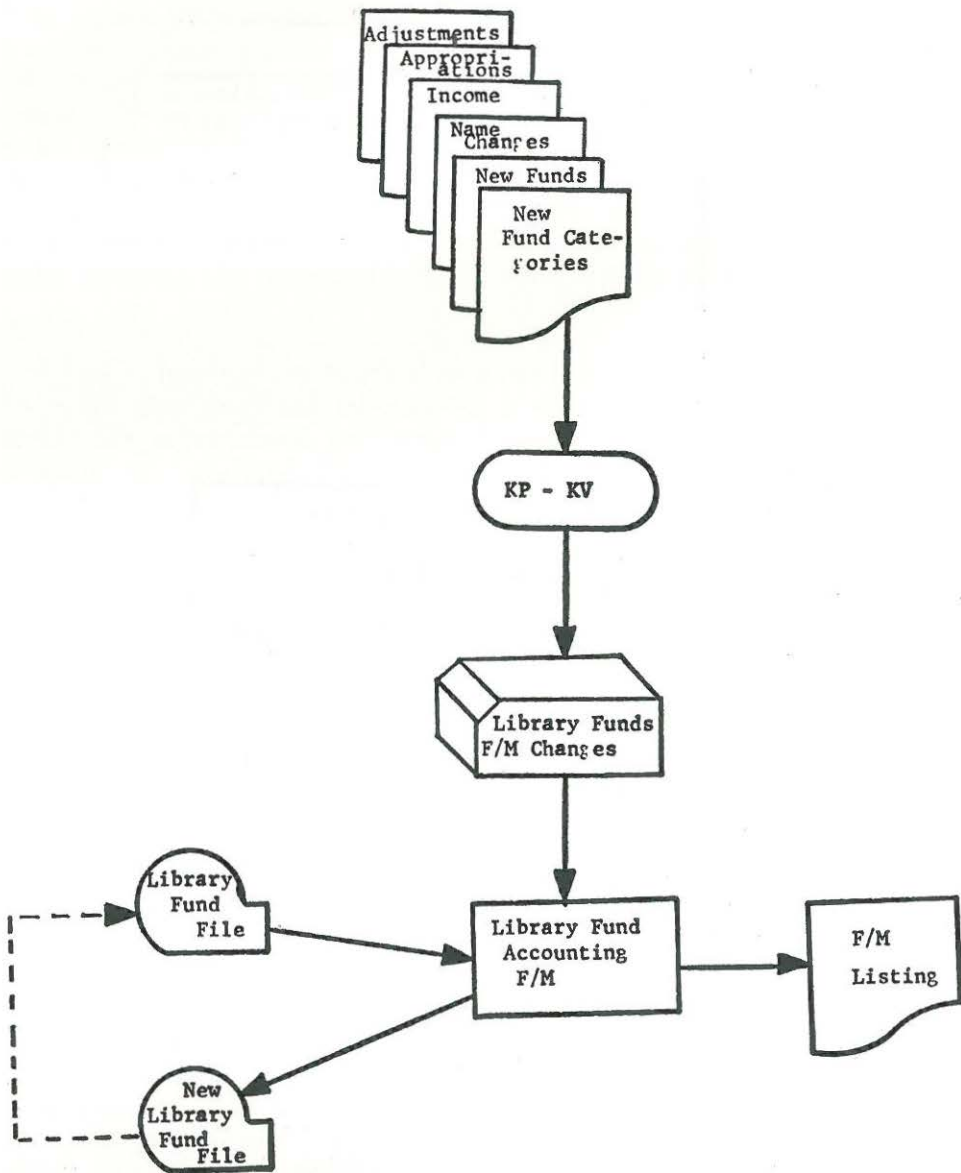 Adjustments
Appropri-
ations
Income
Name
Changes
New Funds
New
Fund Cate-
gories
KP - KV
Library Funds
F/M Changes
Library
Fund
File
Library Fund
Accounting
F/M
F/M
Listing
New
Library
Fund
File